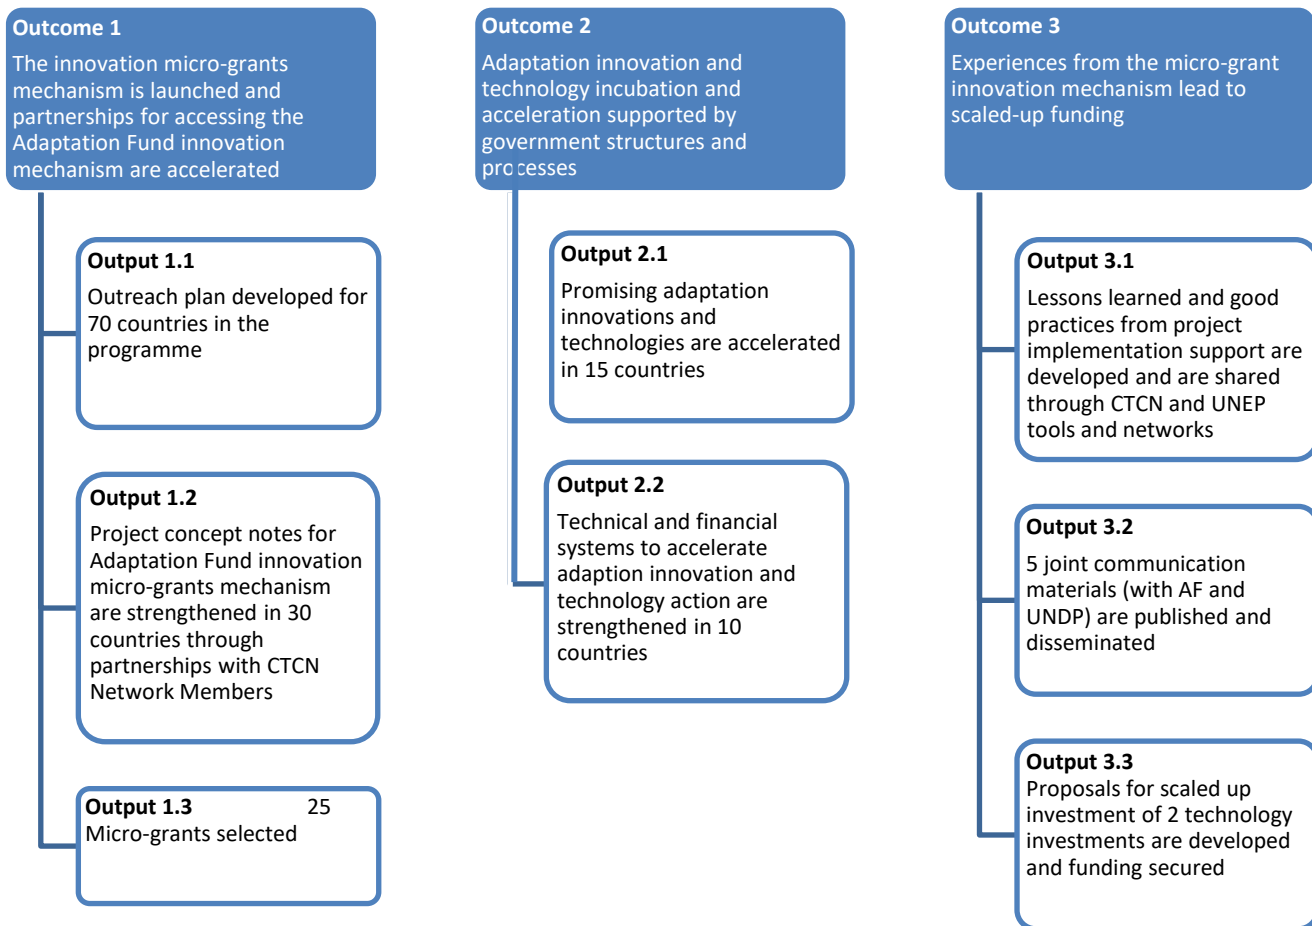 Outcome 1
The innovation micro-grants
mechanism is launched and
partnerships for accessing the
Adaptation Fund innovation
mechanism are accelerated
Output 1.1
Outreach plan developed for
70 countries in the
programme
Output 1.2
Project concept notes for
Adaptation Fund innovation
micro-grants mechanism
are strengthened in 30
countries through
partnerships with CTCN
Network Members
Output 1.3 25
Micro-grants selected
Outcome 2
Adaptation innovation and
technology incubation and
acceleration supported by
government structures and
processes
Output 2.1
Promising adaptation
innovations and
technologies are accelerated
in 15 countries
Output 2.2
Technical and financial
systems to accelerate
adaption innovation and
technology action are
strengthened in 10
countries
Outcome 3
Experiences from the micro-grant
innovation mechanism lead to
scaled-up funding
Output 3.1
Lessons learned and good
practices from project
implementation support are
developed and are shared
through CTCN and UNEP
tools and networks
Output 3.2
5 joint communication
materials (with AF and
UNDP) are published and
disseminated
Output 3.3
Proposals for scaled up
investment of 2 technology
investments are developed
and funding secured